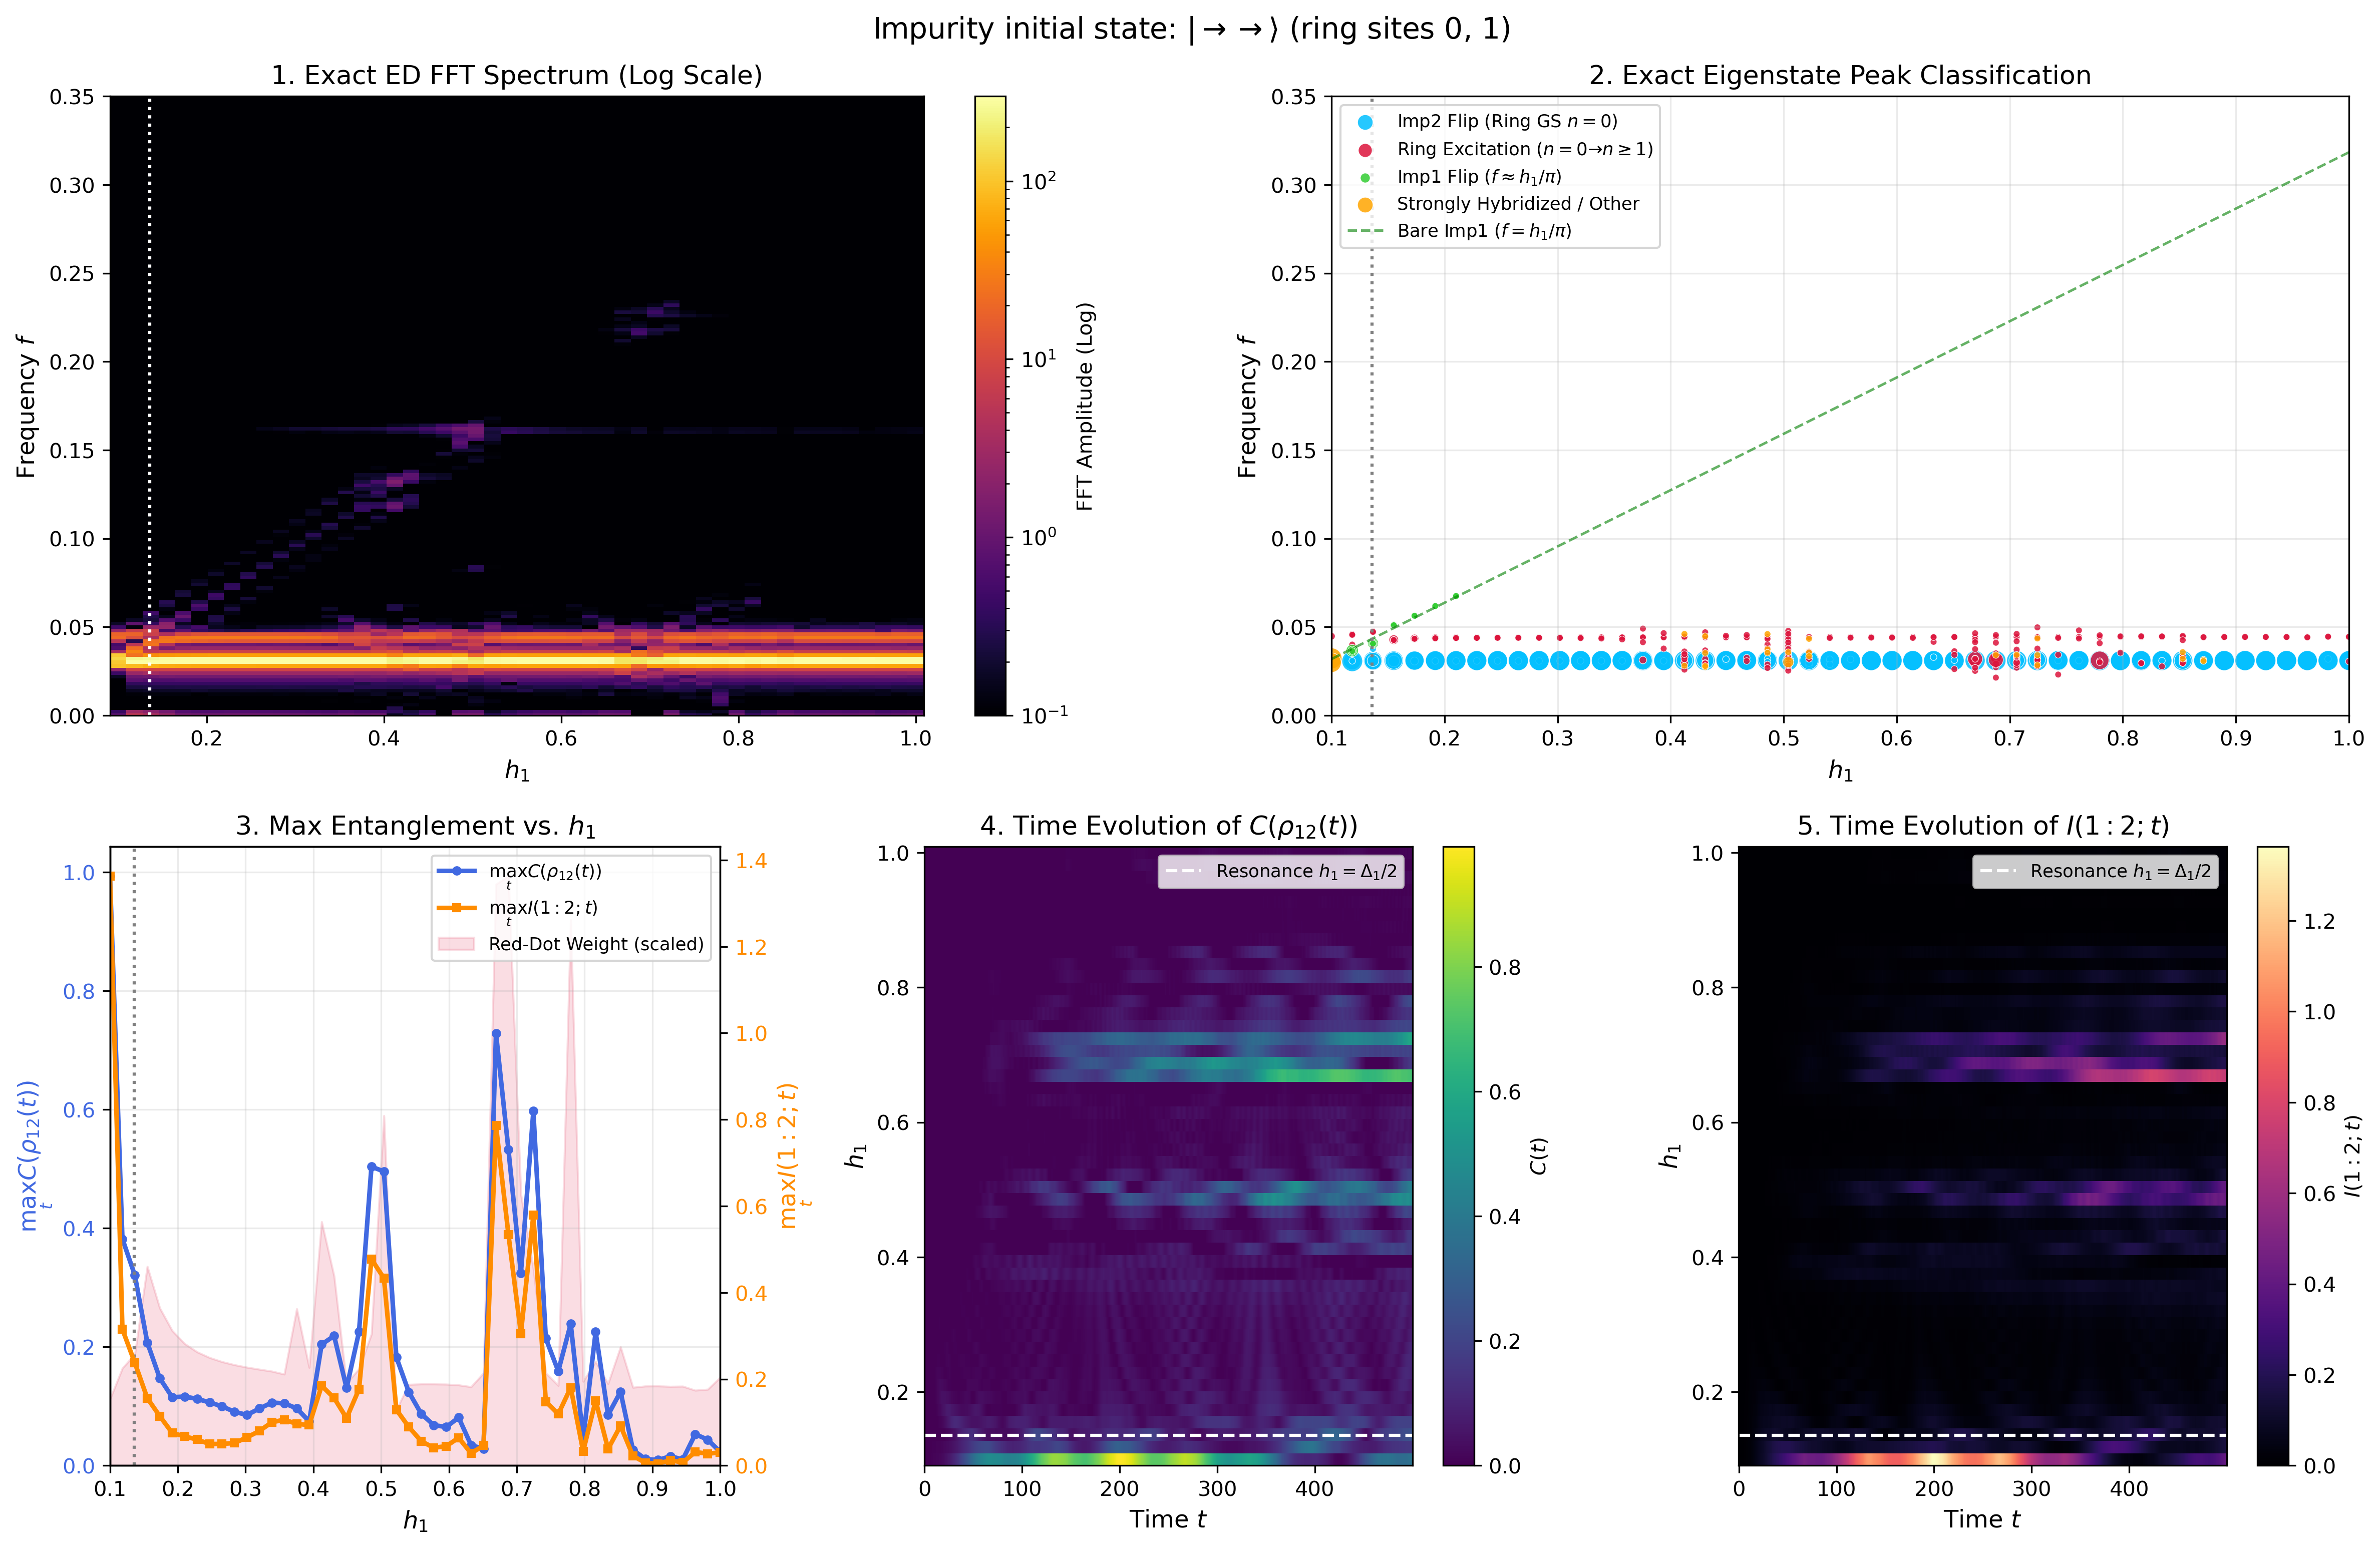 Impurity initial state: |→→⟩ (ring sites 0, 1)
1. Exact ED FFT Spectrum (Log Scale)
Frequency f
0.35
0.30
0.25
0.20
0.15
0.10
0.05
0.00
0.2 0.4 0.6 0.8 1.0
h₁
10²
10¹
10⁰
10⁻¹
FFT Amplitude (Log)
2. Exact Eigenstate Peak Classification
Frequency f
0.35
0.30
0.25
0.20
0.15
0.10
0.05
0.00
Imp2 Flip (Ring GS n = 0)
Ring Excitation (n = 0→n ≥ 1)
Imp1 Flip (f ≈ h₁/π)
Strongly Hybridized / Other
Bare Imp1 (f = h₁/π)
0.1 0.2 0.3 0.4 0.5 0.6 0.7 0.8 0.9 1.0
h₁
3. Max Entanglement vs. h₁
max C(ρ₁₂(t))
t
1.0
0.8
0.6
0.4
0.2
0.0
max C(ρ₁₂(t))
t
max I(1 : 2; t)
t
Red-Dot Weight (scaled)
0.1 0.2 0.3 0.4 0.5 0.6 0.7 0.8 0.9 1.0
h₁
1.4
1.2
1.0
0.8
0.6
0.4
0.2
0.0
max I(1 : 2; t)
t
4. Time Evolution of C(ρ₁₂(t))
h₁
1.0
0.8
0.6
0.4
0.2
Resonance h₁ = Δ₁/2
0 100 200 300 400
Time t
0.8
0.6
0.4
0.2
0.0
C(t)
5. Time Evolution of I(1 : 2; t)
h₁
1.0
0.8
0.6
0.4
0.2
Resonance h₁ = Δ₁/2
0 100 200 300 400
Time t
1.2
1.0
0.8
0.6
0.4
0.2
0.0
I(1 : 2; t)